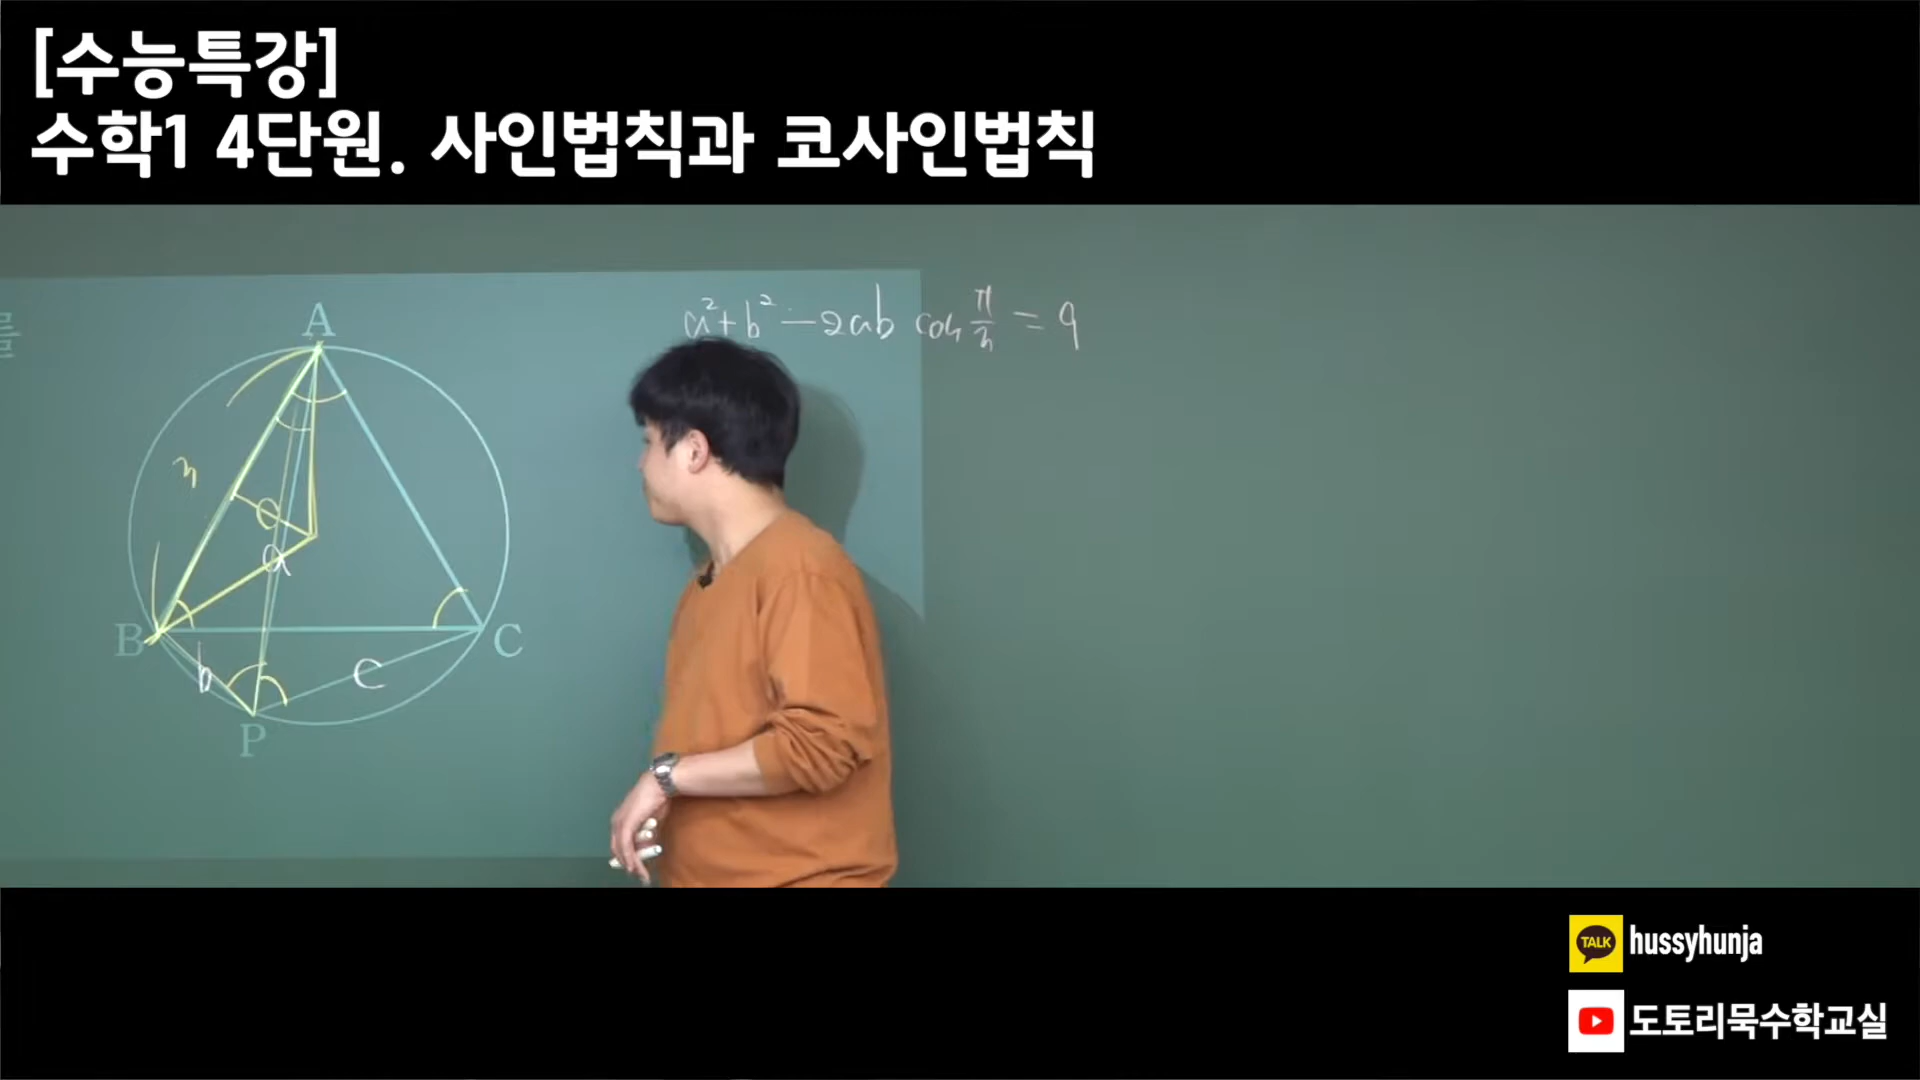 [수능특강]
수학1 4단원. 사인법칙과 코사인법칙
를
a²+b²-2ab cos π/3 = 9
A
3
θ
a
B
C
b
c
P
TALK hussyhunja
도토리묵수학교실